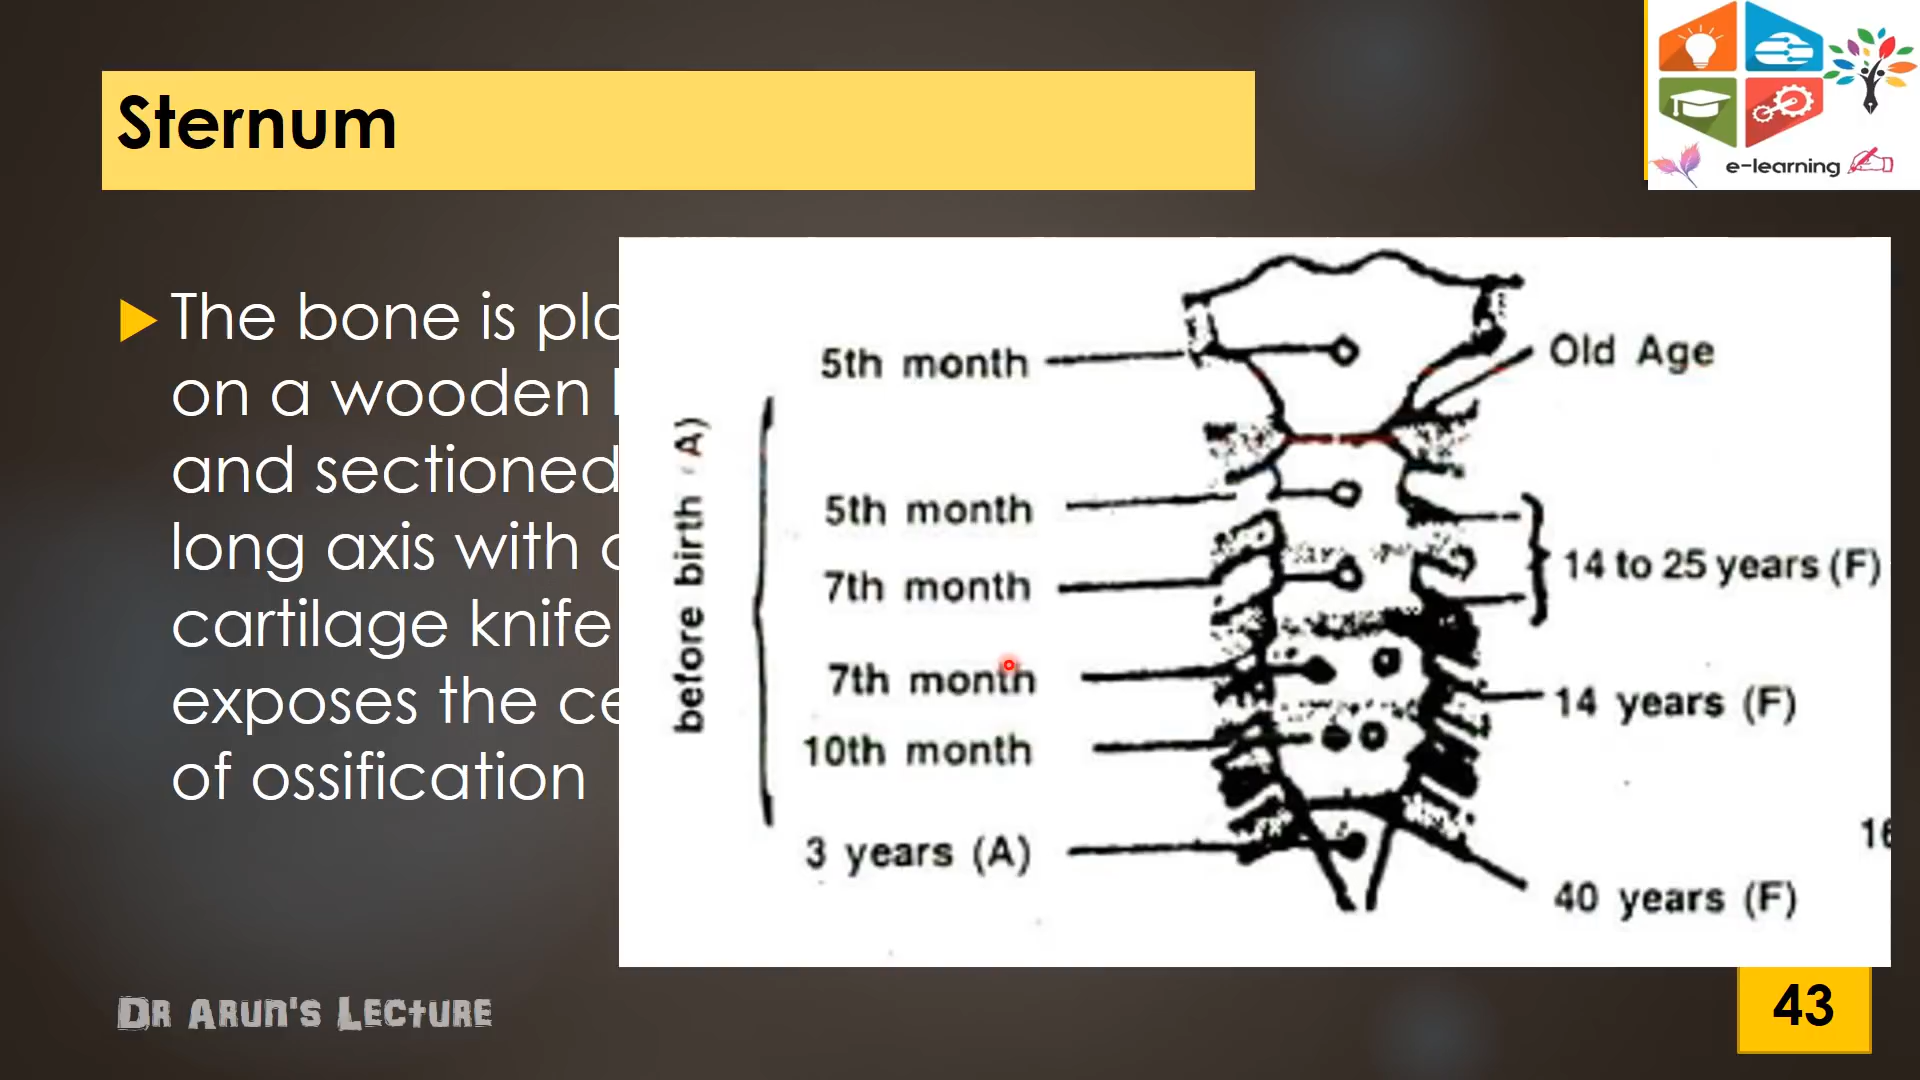 Sternum
e-learning
The bone is
on a wooden
and sectioned
long axis with
cartilage knife
exposes the
of ossification
before birth (A)
5th month
5th month
7th month
7th month
10th month
3 years (A)
Old Age
14 to 25 years (F)
14 years (F)
16
40 years (F)
Dr Arun's Lecture
43